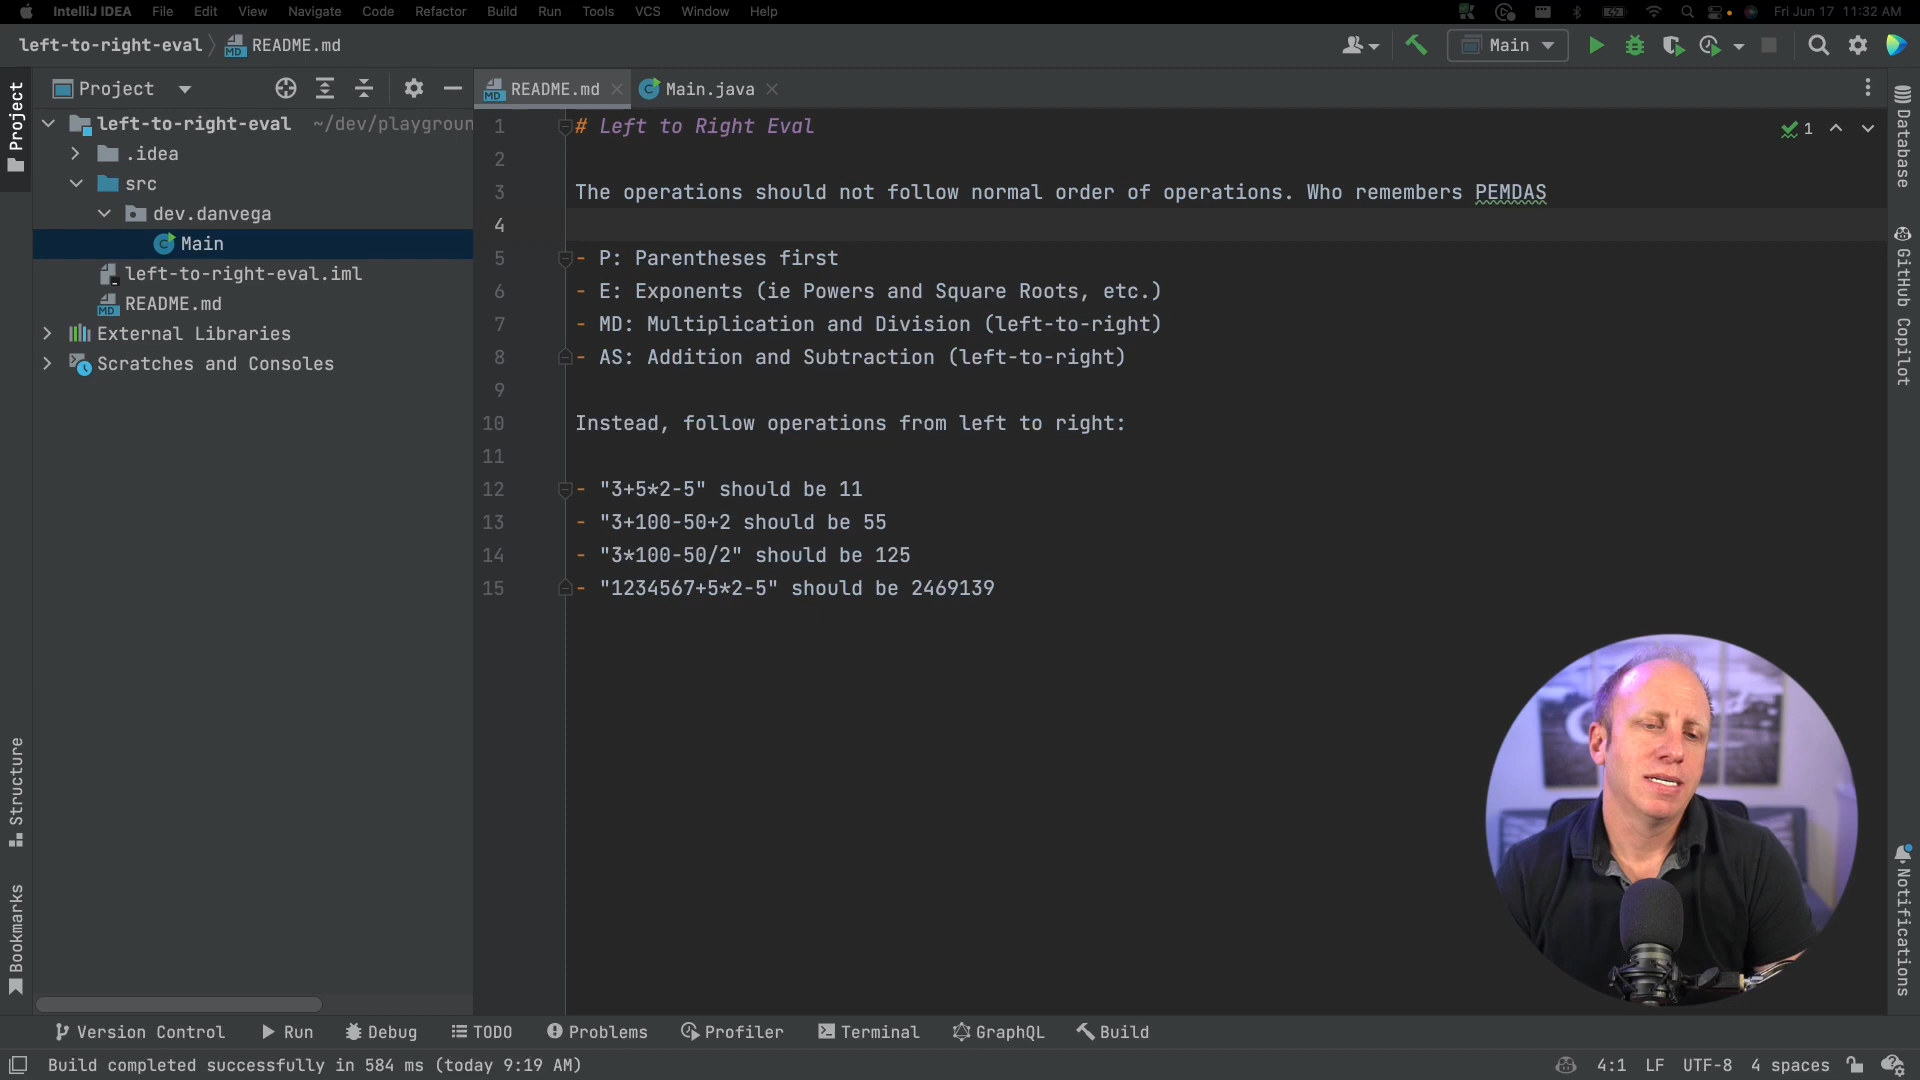 IntelliJ IDEA File Edit View Navigate Code Refactor Build Run Tools VCS Window Help Fri Jun 17 11:32 AM
left-to-right-eval README.md Main
Project
README.md Main.java
Project
left-to-right-eval ~/dev/playgroun
.idea
src
dev.danvega
Main
left-to-right-eval.iml
README.md
External Libraries
Scratches and Consoles
1 # Left to Right Eval
1
2
3 The operations should not follow normal order of operations. Who remembers PEMDAS
4
5 - P: Parentheses first
6 - E: Exponents (ie Powers and Square Roots, etc.)
7 - MD: Multiplication and Division (left-to-right)
8 - AS: Addition and Subtraction (left-to-right)
9
10 Instead, follow operations from left to right:
11
12 - "3+5*2-5" should be 11
13 - "3+100-50+2 should be 55
14 - "3*100-50/2" should be 125
15 - "1234567+5*2-5" should be 2469139
Database
GitHub Copilot
Notifications
Structure
Bookmarks
Version Control Run Debug TODO Problems Profiler Terminal GraphQL Build
Build completed successfully in 584 ms (today 9:19 AM) 4:1 LF UTF-8 4 spaces